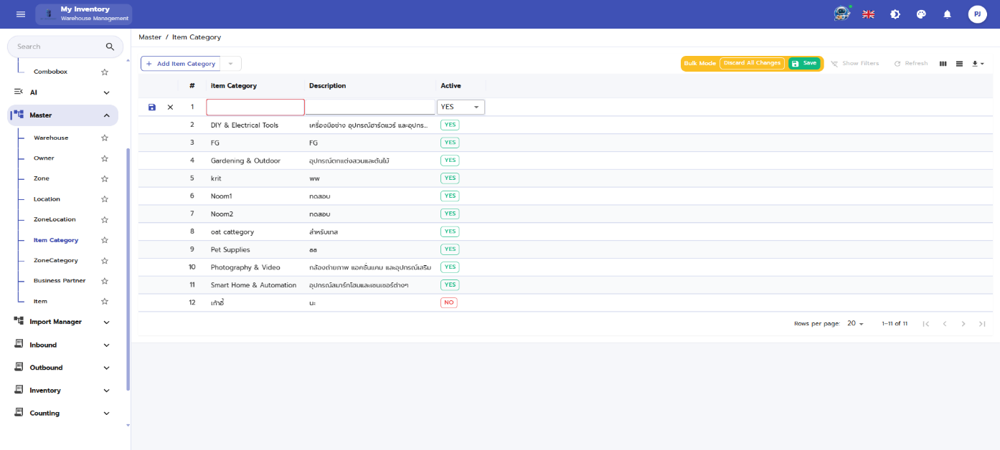 My Inventory
Warehouse Management
PJ
Search
Combobox
AI
Master
Warehouse
Owner
Zone
Location
ZoneLocation
Item Category
ZoneCategory
Business Partner
Item
Import Manager
Inbound
Outbound
Inventory
Counting
Master / Item Category
+ Add Item Category
Bulk Mode Discard All Changes Save Show Filters Refresh
# Item Category Description Active
1 YES
2 DIY & Electrical Tools เครื่องมือช่าง อุปกรณ์ฮาร์ดแวร์ และอุปกร... YES
3 FG FG YES
4 Gardening & Outdoor อุปกรณ์ตกแต่งสวนและต้นไม้ YES
5 krit ww YES
6 Noom1 ทดสอบ YES
7 Noom2 ทดสอบ YES
8 oat cattegory สำหรับเทส YES
9 Pet Supplies aa YES
10 Photography & Video กล้องถ่ายภาพ แอคชั่นแคม และอุปกรณ์เสริม YES
11 Smart Home & Automation อุปกรณ์สมาร์ทโฮมและเซนเซอร์ต่างๆ YES
12 เก้าอี้ นะ NO
Rows per page: 20 1–11 of 11